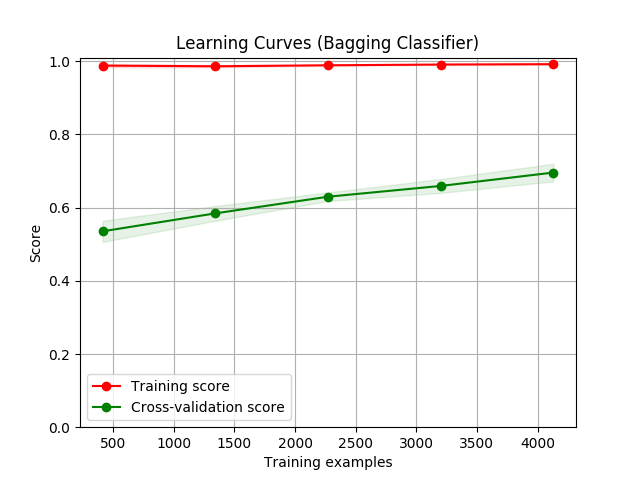 Learning Curves (Bagging Classifier)
1.0
0.8
0.6
0.4
0.2
0.0
Score
Training score
Cross-validation score
500 1000 1500 2000 2500 3000 3500 4000
Training examples